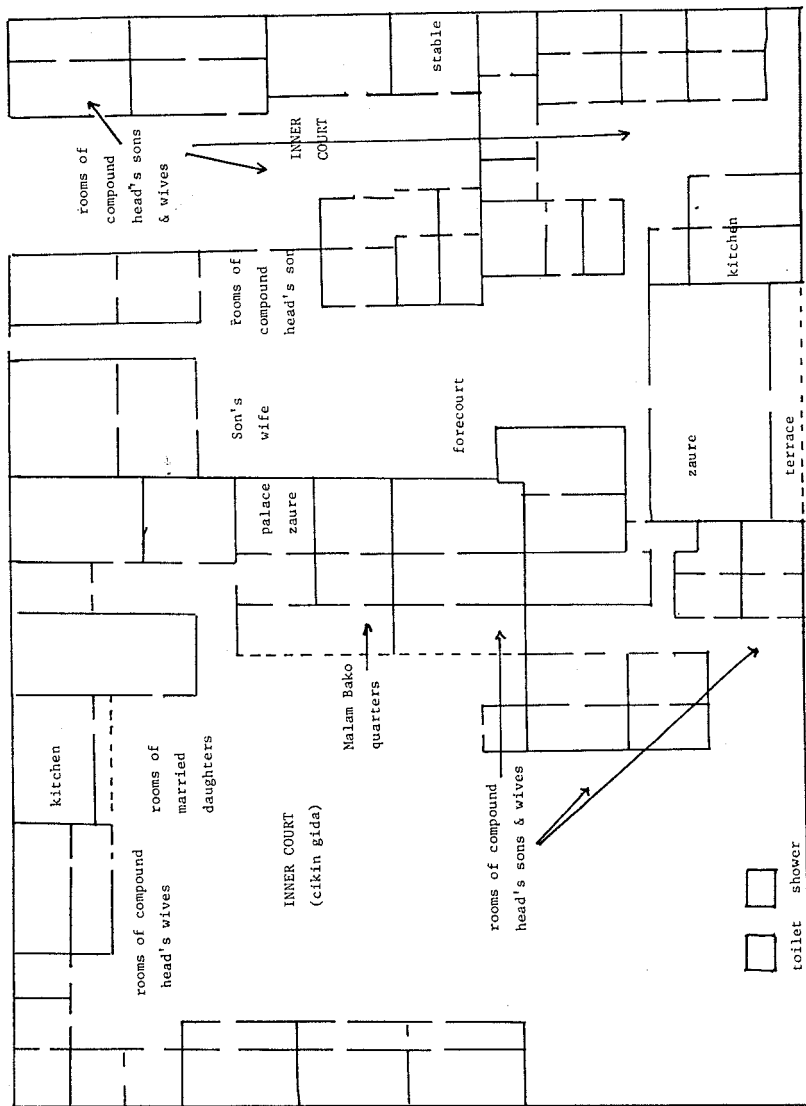 toilet
shower
rooms of compound
head's wives
kitchen
rooms of
married
daughters
INNER COURT
(cikin gida)
rooms of compound
head's sons & wives
Malam Bako
quarters
palace
zaure
Son's
wife
forecourt
zaure
terrace
rooms of
compound
head's son
kitchen
rooms of
compound
head's sons
& wives
INNER
COURT
stable